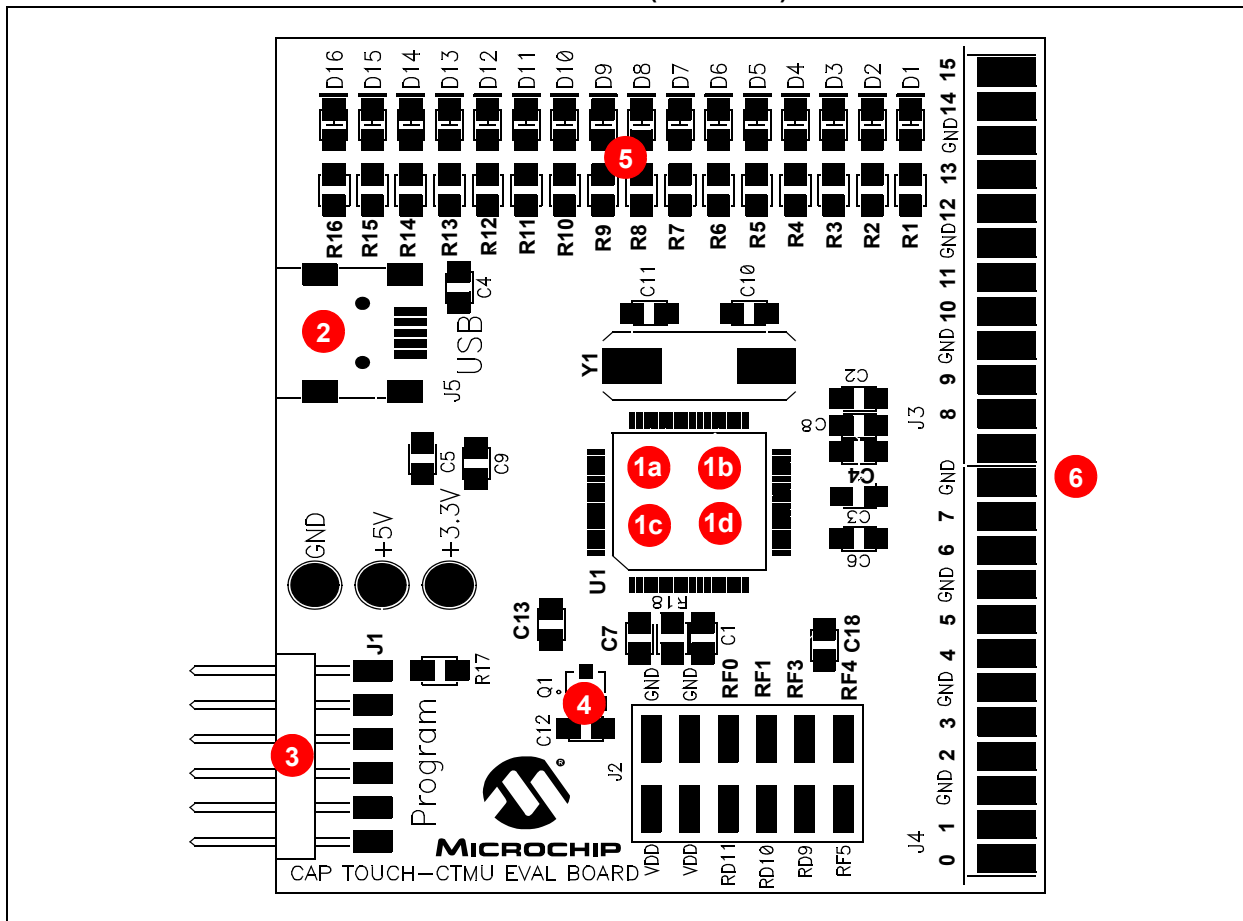 D16 D15 D14 D13 D12 D11 D10 D9 D8 D7 D6 D5 D4 D3 D2 D1
5
R16 R15 R14 R13 R12 R11 R10 R9 R8 R7 R6 R5 R4 R3 R2 R1
C4
C11
C10
2
USB
J5
Y1
C2
C8
C4
C3
C6
J3
C5
C9
1a 1b
1c 1d
U1
GND
+5V
+3.3V
R18
C13
C7
C1
C18
J1
R17
Q1
4
C12
3
Program
GND GND RF0 RF1 RF3 RF4
J2
VDD VDD RD11 RD10 RD9 RF5
®
MICROCHIP
CAP TOUCH-CTMU EVAL BOARD
15
14
GND
13
12
GND
11
10
GND
9
8
GND
7
6
GND
5
4
GND
3
2
GND
1
0
J4
6